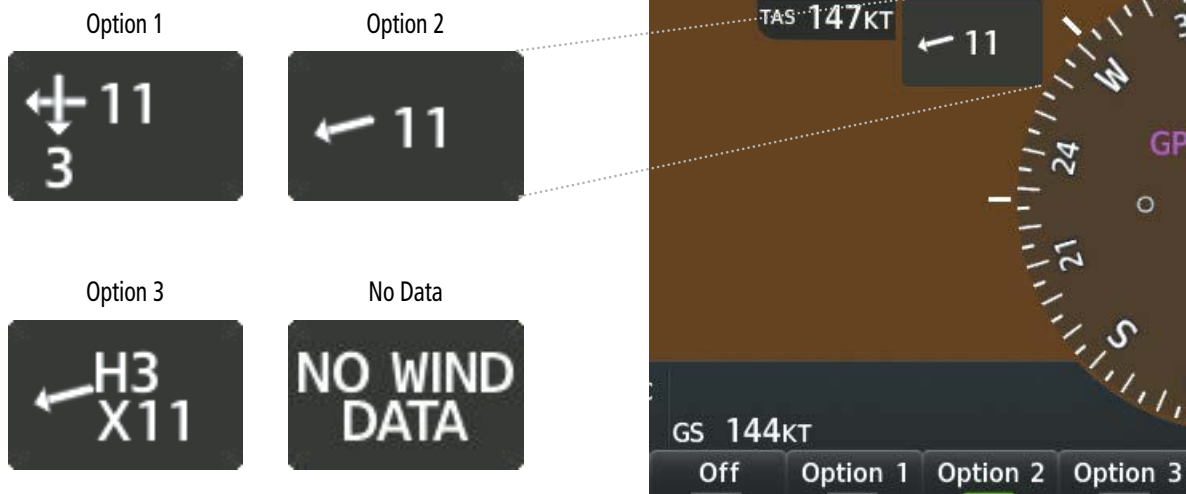 Option 1
Option 2
11
3
11
Option 3
No Data
H3
X11
NO WIND
DATA
TAS 147KT
11
W
24
21
S
GP
GS 144KT
Off
Option 1
Option 2
Option 3